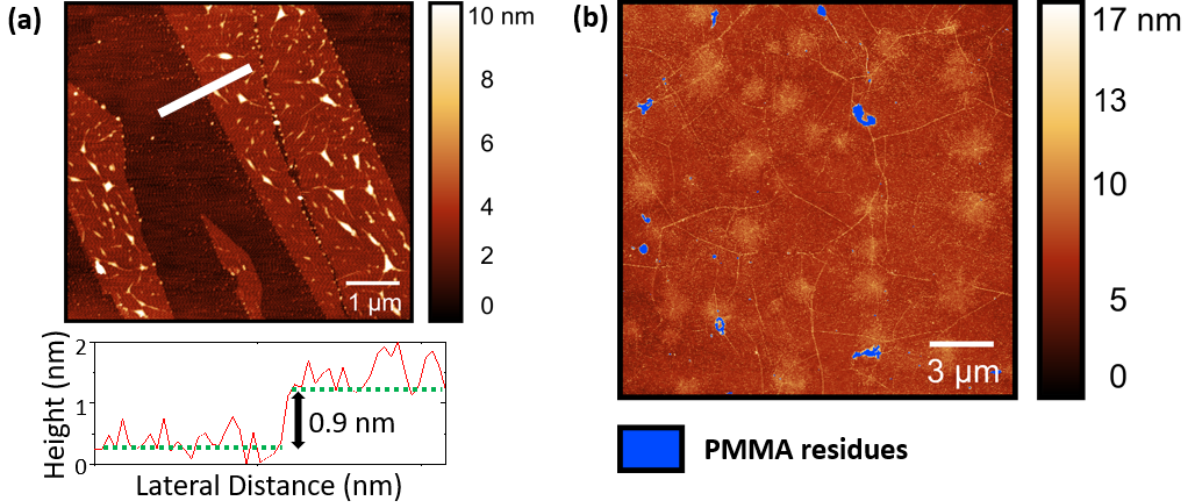 (a)
10 nm
8
6
4
2
0
1 µm
Height (nm)
2
1
0
0.9 nm
Lateral Distance (nm)
(b)
17 nm
13
10
5
0
3 µm
PMMA residues